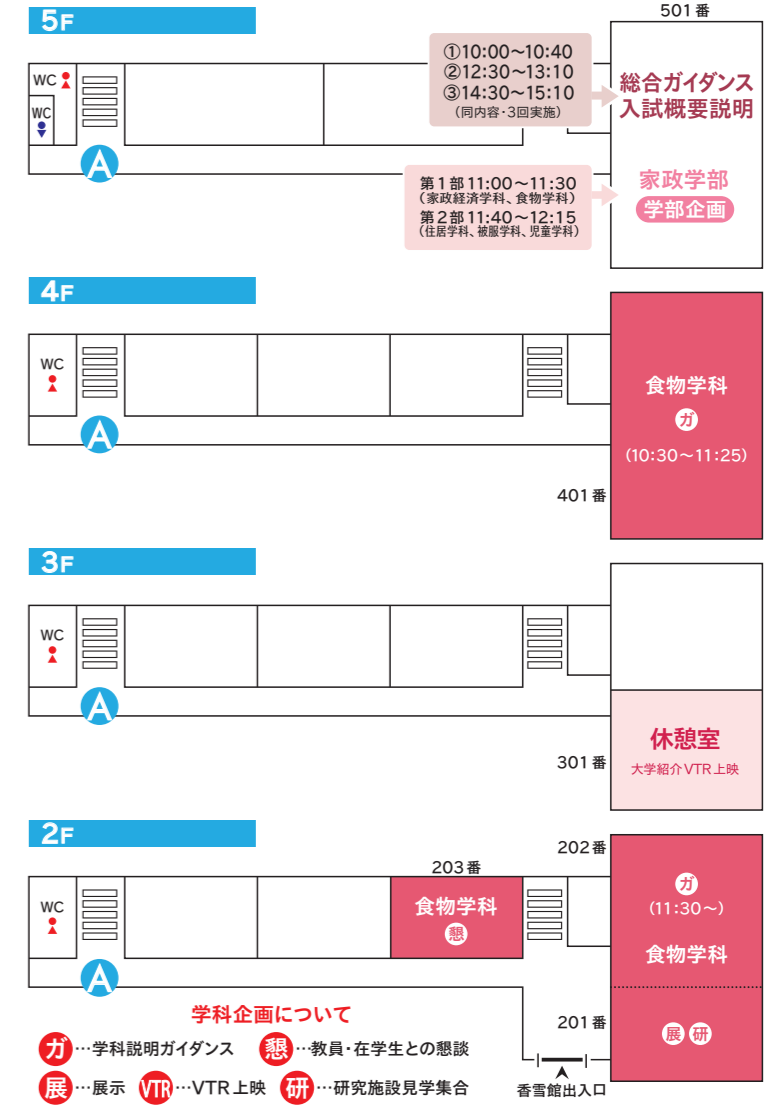 5F
501番
WC
WC
①10:00〜10:40
②12:30〜13:10
③14:30〜15:10
(同内容・3回実施)
総合ガイダンス
入試概要説明
A
第1部11:00〜11:30
(家政経済学科、食物学科)
第2部11:40〜12:15
(住居学科、被服学科、児童学科)
家政学部
学部企画
4F
WC
A
食物学科
ガ
(10:30〜11:25)
401番
3F
WC
A
休憩室
大学紹介VTR上映
301番
2F
202番
203番
WC
A
食物学科
懇
ガ
(11:30〜)
食物学科
201番
展 研
香雪館出入口
学科企画について
ガ…学科説明ガイダンス 懇…教員・在学生との懇談
展…展示 VTR…VTR上映 研…研究施設見学集合